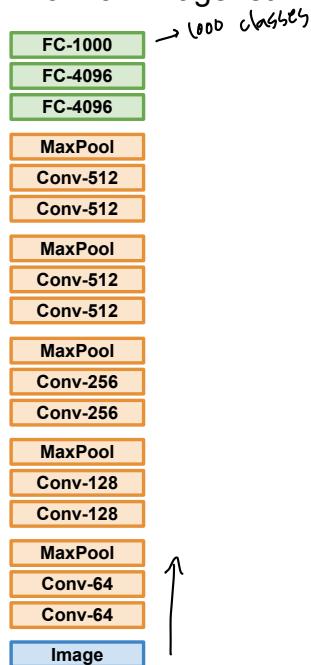 → 1000 classes
FC-1000
FC-4096
FC-4096
MaxPool
Conv-512
Conv-512
MaxPool
Conv-512
Conv-512
MaxPool
Conv-256
Conv-256
MaxPool
Conv-128
Conv-128
MaxPool
Conv-64
Conv-64
Image